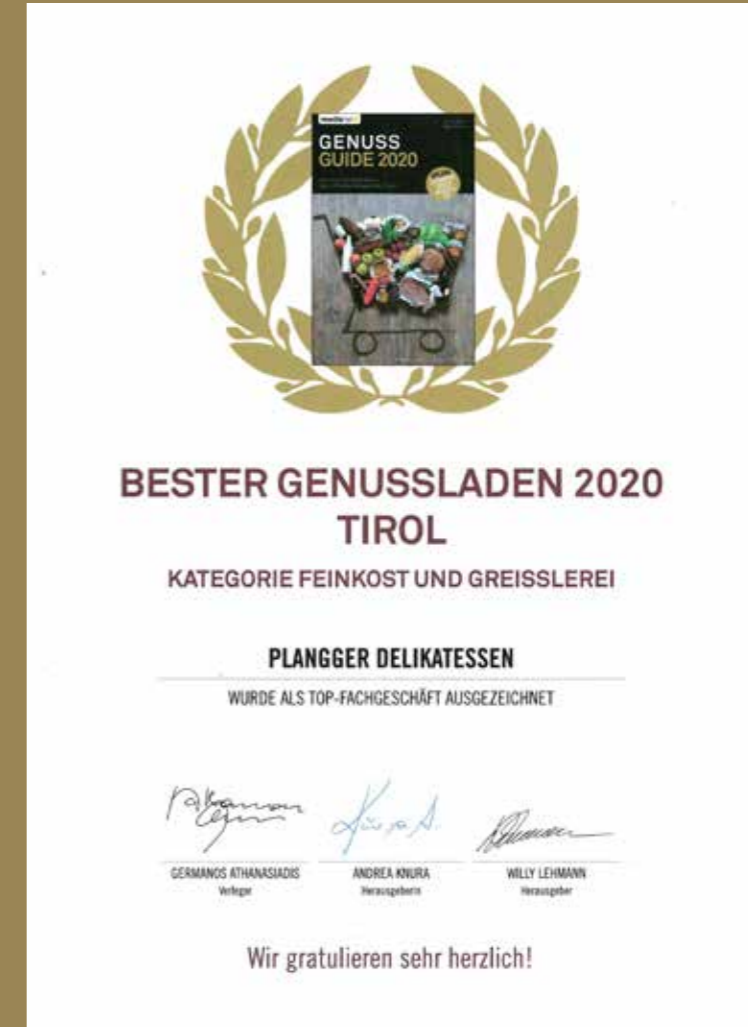 GENUSS
GUIDE 2020
BESTER GENUSSLADEN 2020
TIROL
KATEGORIE FEINKOST UND GREISSLEREI
PLANGGER DELIKATESSEN
WURDE ALS TOP-FACHGESCHÄFT AUSGEZEICHNET
GERMANOS ATHANASIADIS
Verleger
ANDREA KNURA
Herausgeberin
WILLY LEHMANN
Herausgeber
Wir gratulieren sehr herzlich!